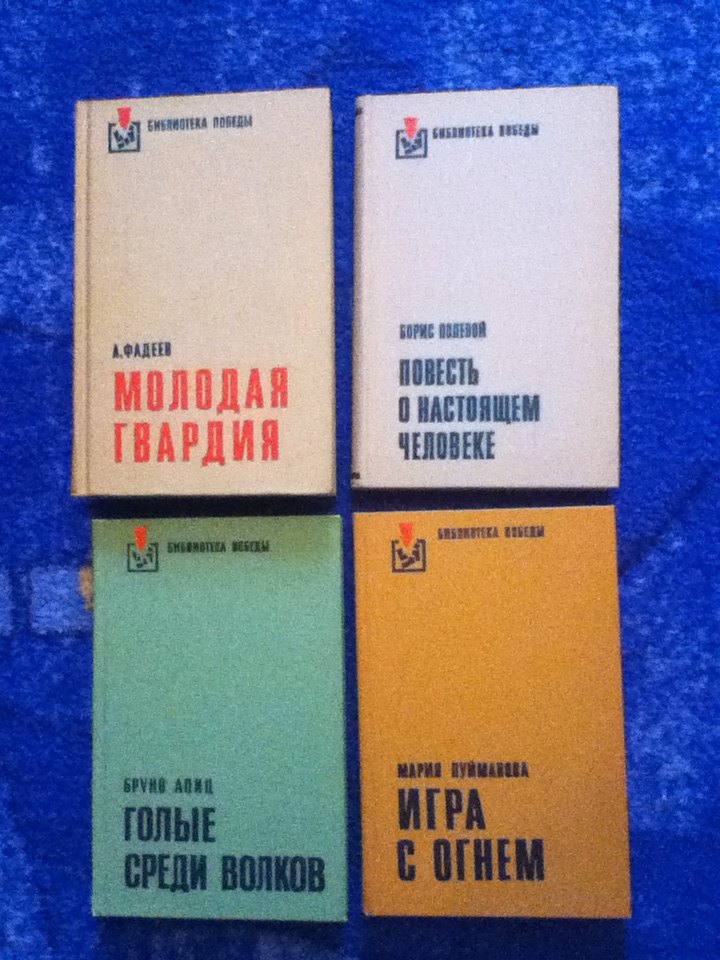 БИБЛИОТЕКА ПОБЕДЫ
А.ФАДЕЕВ
МОЛОДАЯ
ГВАРДИЯ
БИБЛИОТЕКА ПОБЕДЫ
БОРИС ПОЛЕВОЙ
ПОВЕСТЬ
О НАСТОЯЩЕМ
ЧЕЛОВЕКЕ
БИБЛИОТЕКА ПОБЕДЫ
БРУНО АПИЦ
ГОЛЫЕ
СРЕДИ ВОЛКОВ
БИБЛИОТЕКА ПОБЕДЫ
МАРИЯ ПУЙМАНОВА
ИГРА
С ОГНЕМ